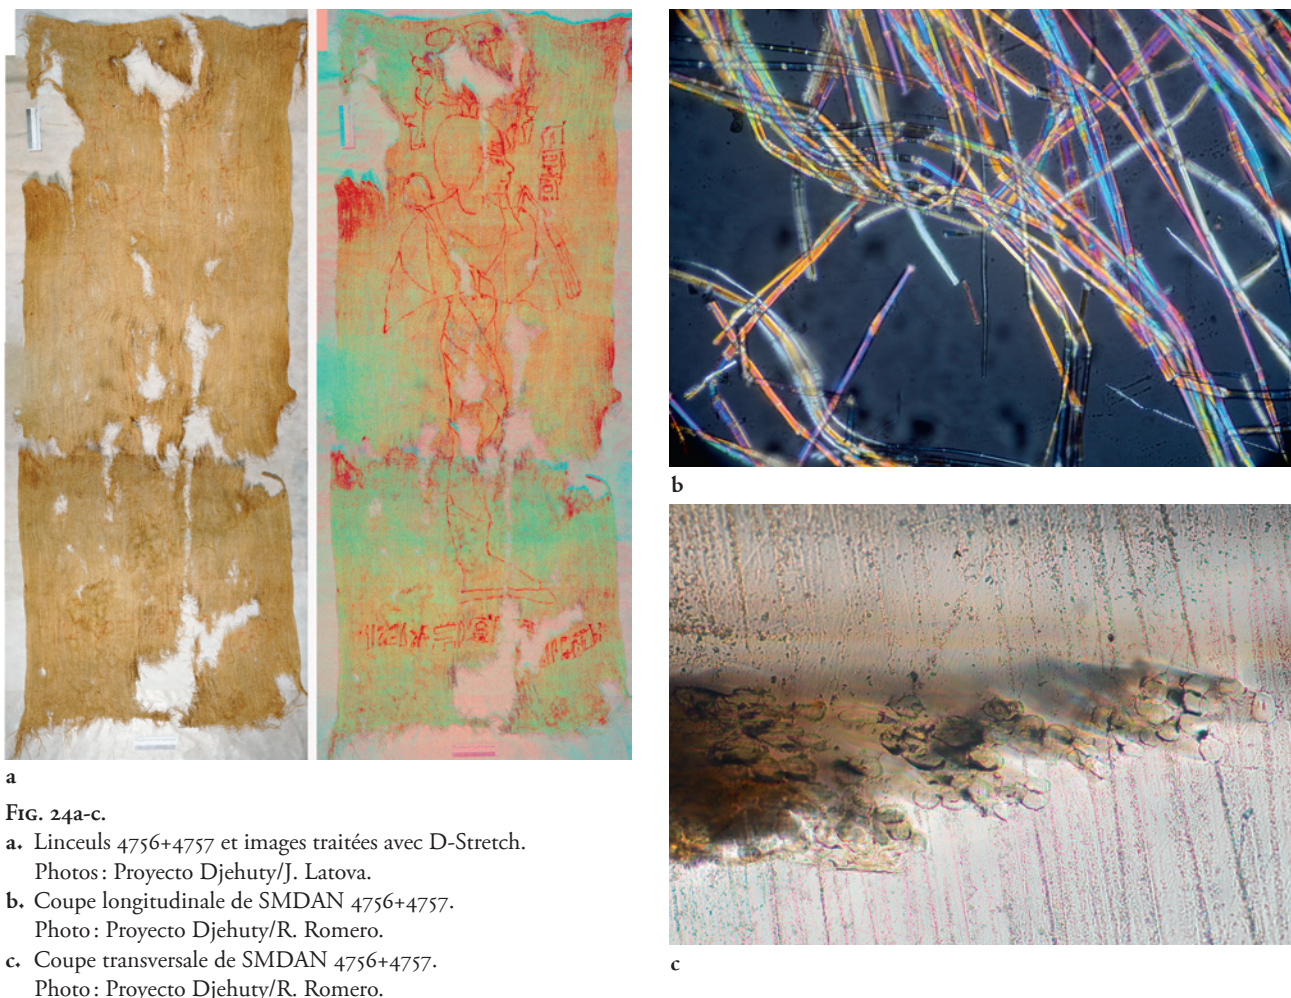 a
b
c
Fig. 24a-c.
a. Linceuls 4756+4757 et images traitées avec D-Stretch.
Photos : Proyecto Djehuty/J. Latova.
b. Coupe longitudinale de SMDAN 4756+4757.
Photo : Proyecto Djehuty/R. Romero.
c. Coupe transversale de SMDAN 4756+4757.
Photo : Proyecto Djehuty/R. Romero.